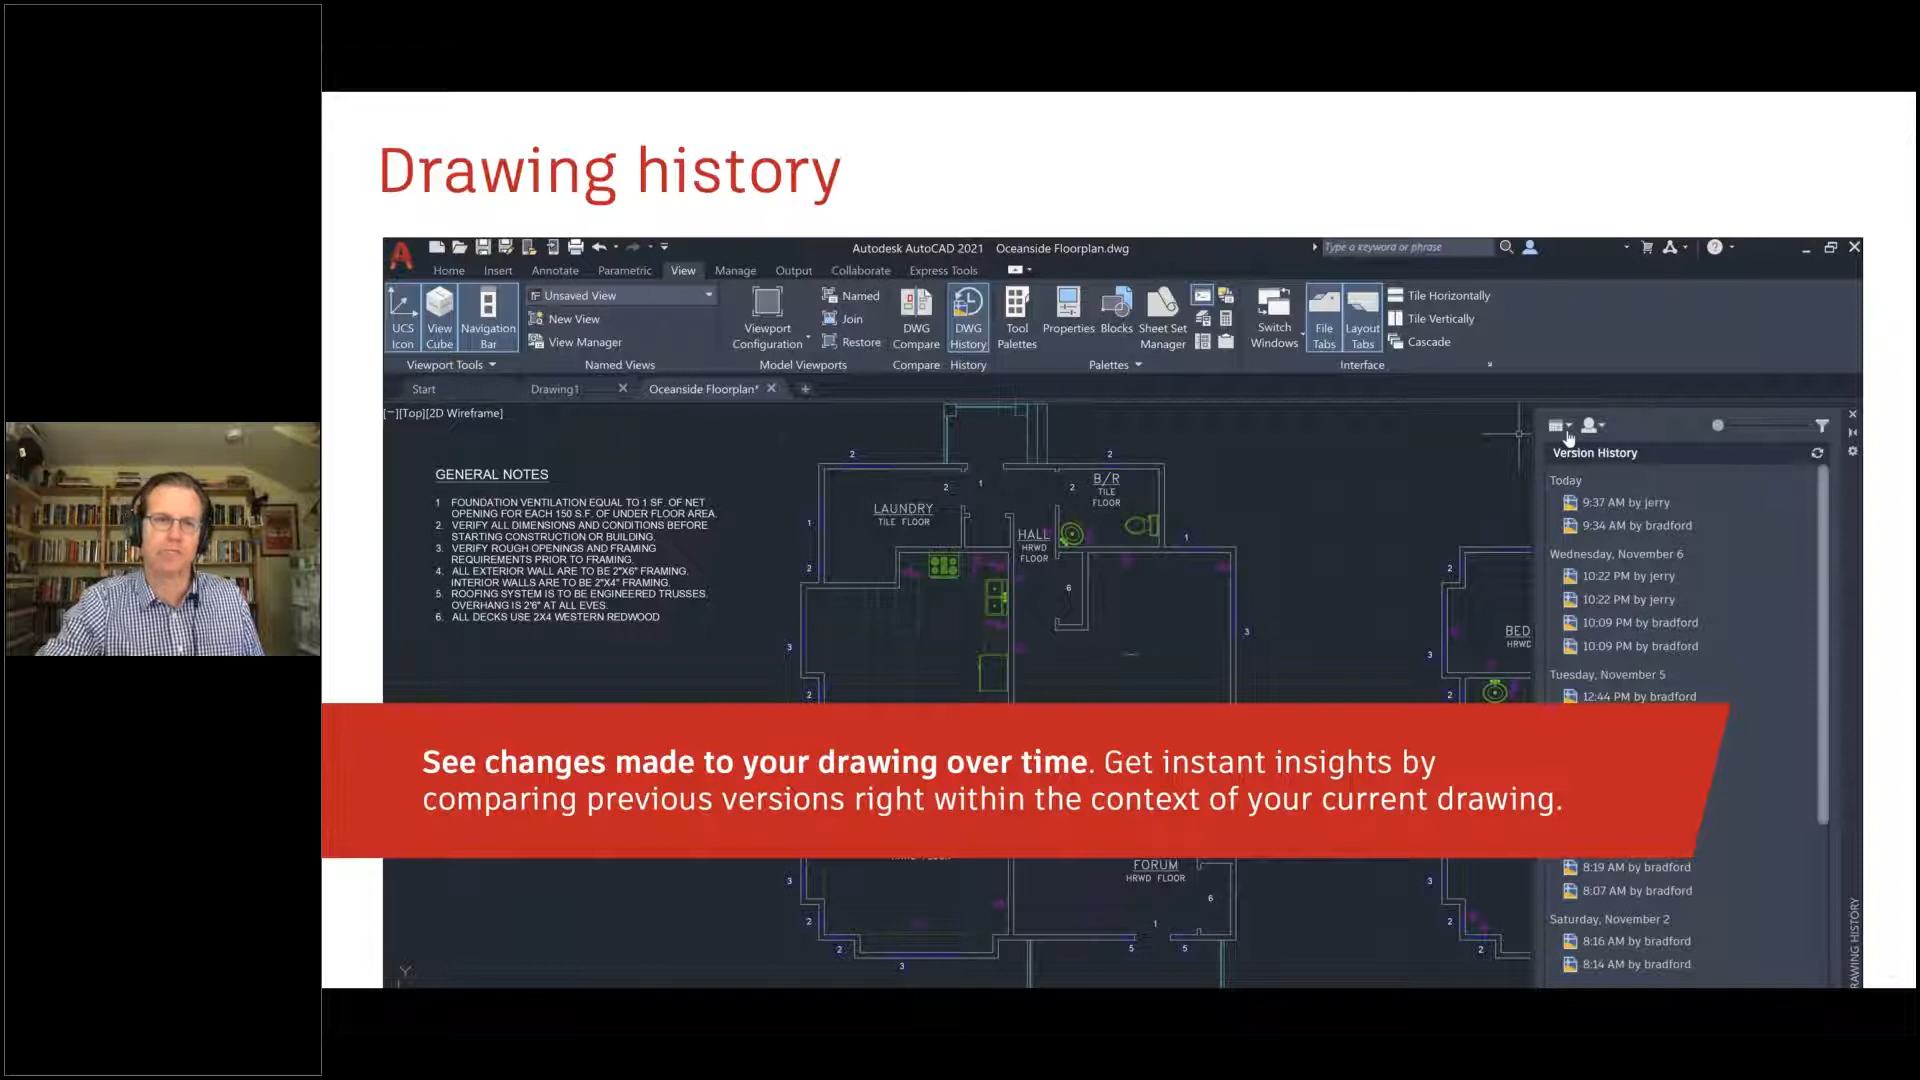 Drawing history
Autodesk AutoCAD 2021 Oceanside Floorplan.dwg
Type a keyword or phrase
Home Insert Annotate Parametric View Manage Output Collaborate Express Tools
UCS
Icon
View
Cube
Navigation
Bar
Unsaved View
New View
View Manager
Viewport
Configuration
Named
Join
Restore
DWG
Compare
DWG
History
Tool
Palettes
Properties
Blocks
Sheet Set
Manager
Switch
Windows
File
Tabs
Layout
Tabs
Tile Horizontally
Tile Vertically
Cascade
Viewport Tools Named Views Model Viewports Compare History Palettes Interface
Start Drawing1 Oceanside Floorplan*
[−][Top][2D Wireframe]
GENERAL NOTES
1 FOUNDATION VENTILATION EQUAL TO 1 SF. OF NET
OPENING FOR EACH 150 S.F. OF UNDER FLOOR AREA.
2. VERIFY ALL DIMENSIONS AND CONDITIONS BEFORE
STARTING CONSTRUCTION OR BUILDING.
3. VERIFY ROUGH OPENINGS AND FRAMING
REQUIREMENTS PRIOR TO FRAMING.
4. ALL EXTERIOR WALL ARE TO BE 2"X6" FRAMING.
INTERIOR WALLS ARE TO BE 2"X4" FRAMING.
5. ROOFING SYSTEM IS TO BE ENGINEERED TRUSSES.
OVERHANG IS 2'6" AT ALL EVES.
6. ALL DECKS USE 2X4 WESTERN REDWOOD
LAUNDRY
TILE FLOOR
HALL
HRWD
FLOOR
B/R
TILE
FLOOR
BED
HRWD
Version History
Today
9:37 AM by jerry
9:34 AM by bradford
Wednesday, November 6
10:22 PM by jerry
10:22 PM by jerry
10:09 PM by bradford
10:09 PM by bradford
Tuesday, November 5
12:44 PM by bradford
See changes made to your drawing over time. Get instant insights by
comparing previous versions right within the context of your current drawing.
FORUM
HRWD FLOOR
8:19 AM by bradford
8:07 AM by bradford
Saturday, November 2
8:16 AM by bradford
8:14 AM by bradford
RAWING HISTORY